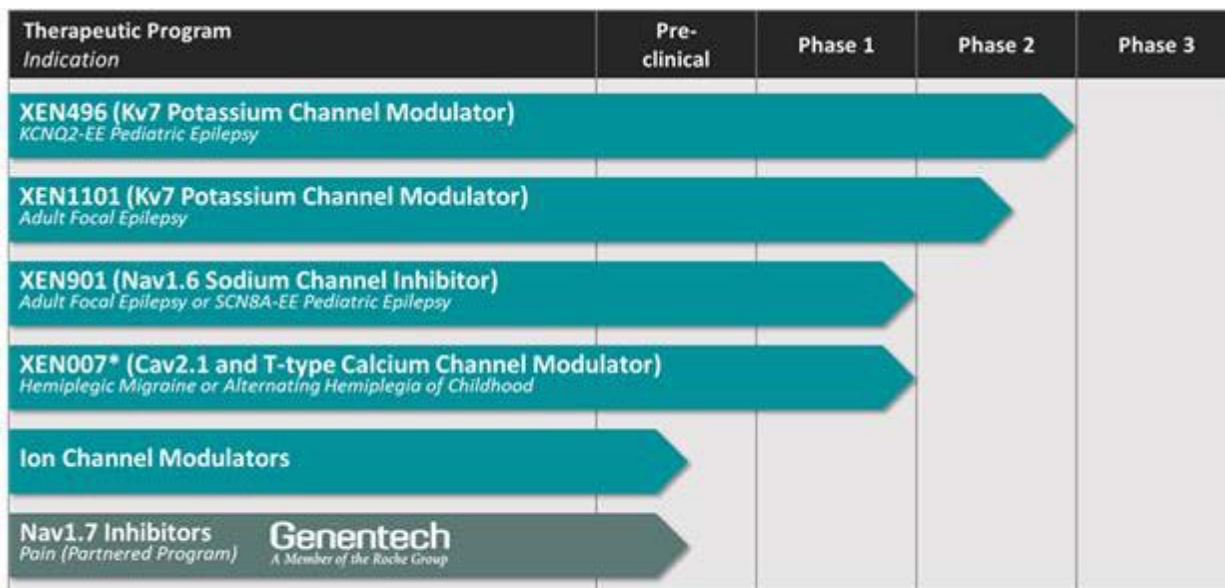 Therapeutic Program
Indication
Pre-
clinical
Phase 1
Phase 2
Phase 3
XEN496 (Kv7 Potassium Channel Modulator)
KCNQ2-EE Pediatric Epilepsy
XEN1101 (Kv7 Potassium Channel Modulator)
Adult Focal Epilepsy
XEN901 (Nav1.6 Sodium Channel Inhibitor)
Adult Focal Epilepsy or SCN8A-EE Pediatric Epilepsy
XEN007* (Cav2.1 and T-type Calcium Channel Modulator)
Hemiplegic Migraine or Alternating Hemiplegia of Childhood
Ion Channel Modulators
Nav1.7 Inhibitors
Pain (Partnered Program)
Genentech
A Member of the Roche Group